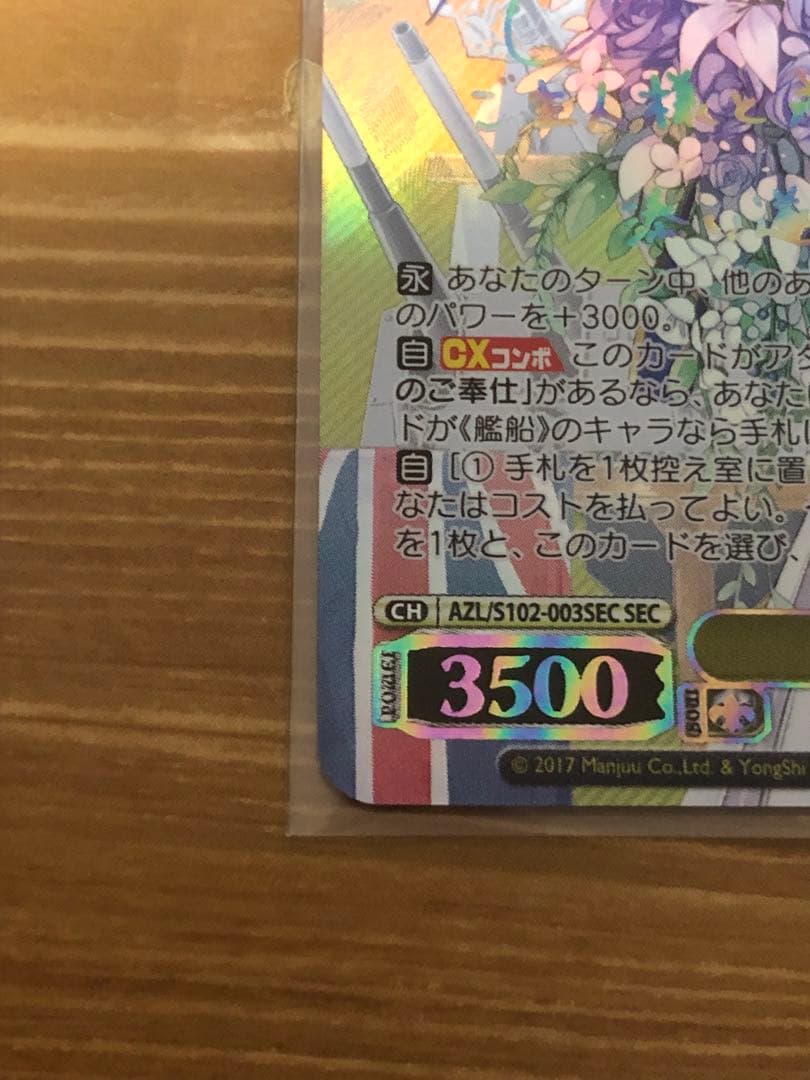 永 あなたのターン中、他のあ
のパワーを+3000。
自 CXコンボ このカードがア
のご奉仕」があるなら、あなた
ドが《艦船》のキャラなら手札
自 [① 手札を1枚控え室に置
なたはコストを払ってよい。
を1枚と、このカードを選び、
CH AZL/S102-003SEC SEC
POWER 3500 SOUL
© 2017 Manjuu Co.,Ltd. & YongShi